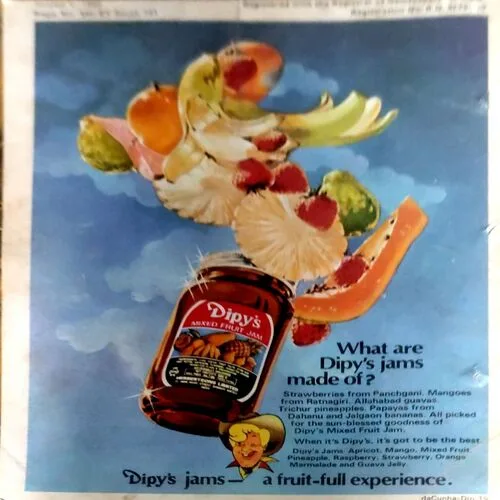 Dipy's
MIXED FRUIT JAM
HERBERTSONS LIMITED
What are
Dipy's jams
made of?
Strawberries from Panchgani. Mangoes
from Ratnagiri. Allahabad guavas.
Trichur pineapples. Papayas from
Dahanu and Jalgaon bananas. All picked
for the sun-blessed goodness of
Dipy's Mixed Fruit Jam.
When it's Dipy's, it's got to be the best.
Dipy's Jams: Apricot, Mango, Mixed Fruit,
Pineapple, Raspberry, Strawberry, Orange
Marmalade and Guava Jelly.
Dipy's jams— a fruit-full experience.